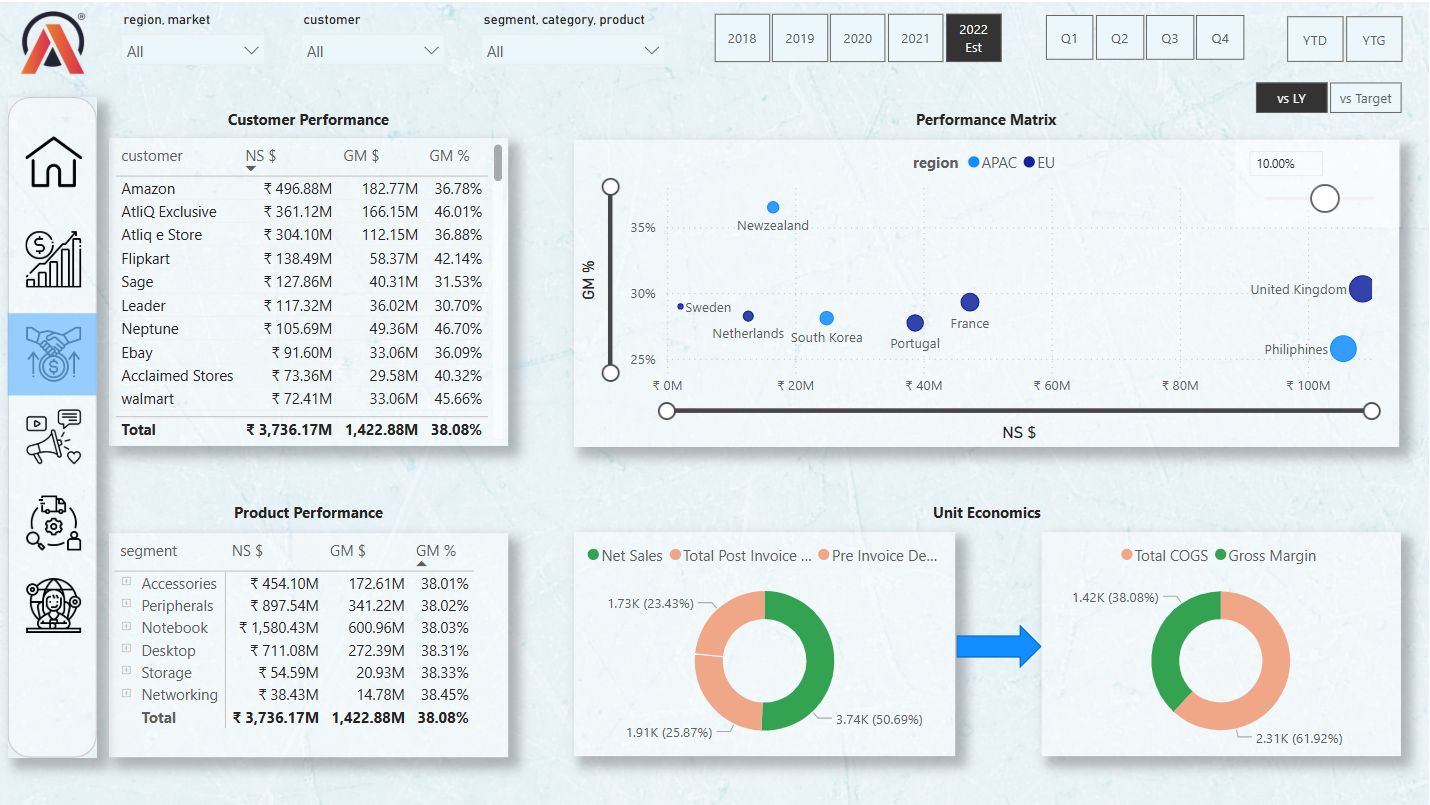 region, market
customer
segment, category, product
All
All
All
2018
2019
2020
2021
2022
Est
Q1
Q2
Q3
Q4
YTD
YTG
vs LY
vs Target
Customer Performance
customer NS $ GM $ GM %
Amazon ₹ 496.88M 182.77M 36.78%
AtliQ Exclusive ₹ 361.12M 166.15M 46.01%
Atliq e Store ₹ 304.10M 112.15M 36.88%
Flipkart ₹ 138.49M 58.37M 42.14%
Sage ₹ 127.86M 40.31M 31.53%
Leader ₹ 117.32M 36.02M 30.70%
Neptune ₹ 105.69M 49.36M 46.70%
Ebay ₹ 91.60M 33.06M 36.09%
Acclaimed Stores ₹ 73.36M 29.58M 40.32%
walmart ₹ 72.41M 33.06M 45.66%
Total ₹ 3,736.17M 1,422.88M 38.08%
Performance Matrix
region APAC EU
10.00%
GM %
35%
30%
25%
Newzealand
United Kingdom
Sweden
Netherlands
South Korea
Portugal
France
Philiphines
₹ 0M ₹ 20M ₹ 40M ₹ 60M ₹ 80M ₹ 100M
NS $
Product Performance
segment NS $ GM $ GM %
Accessories ₹ 454.10M 172.61M 38.01%
Peripherals ₹ 897.54M 341.22M 38.02%
Notebook ₹ 1,580.43M 600.96M 38.03%
Desktop ₹ 711.08M 272.39M 38.31%
Storage ₹ 54.59M 20.93M 38.33%
Networking ₹ 38.43M 14.78M 38.45%
Total ₹ 3,736.17M 1,422.88M 38.08%
Unit Economics
Net Sales Total Post Invoice ... Pre Invoice De...
1.73K (23.43%)
3.74K (50.69%)
1.91K (25.87%)
Total COGS Gross Margin
1.42K (38.08%)
2.31K (61.92%)